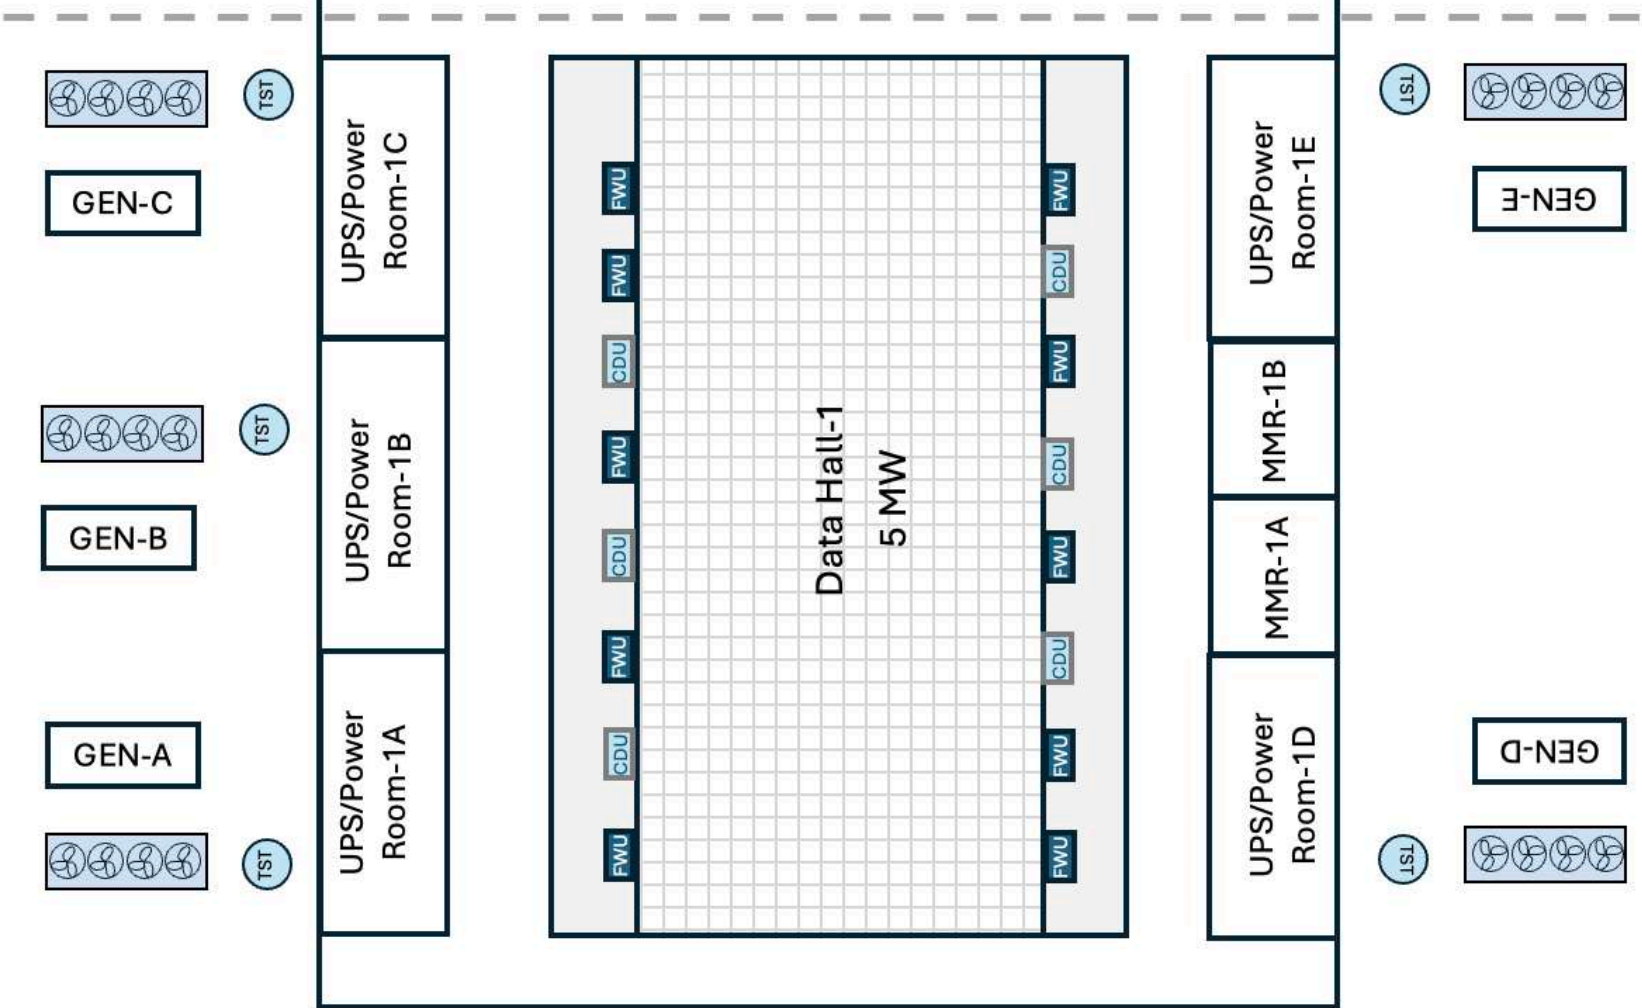 TST
TST
GEN-C
GEN-E
UPS/Power
Room-1C
UPS/Power
Room-1E
FWU
FWU
FWU
CDU
CDU
FWU
TST
GEN-B
UPS/Power
Room-1B
FWU
CDU
CDU
FWU
FWU
CDU
Data Hall-1
5 MW
MMR-1B
MMR-1A
GEN-A
GEN-D
UPS/Power
Room-1A
UPS/Power
Room-1D
CDU
FWU
FWU
FWU
TST
TST